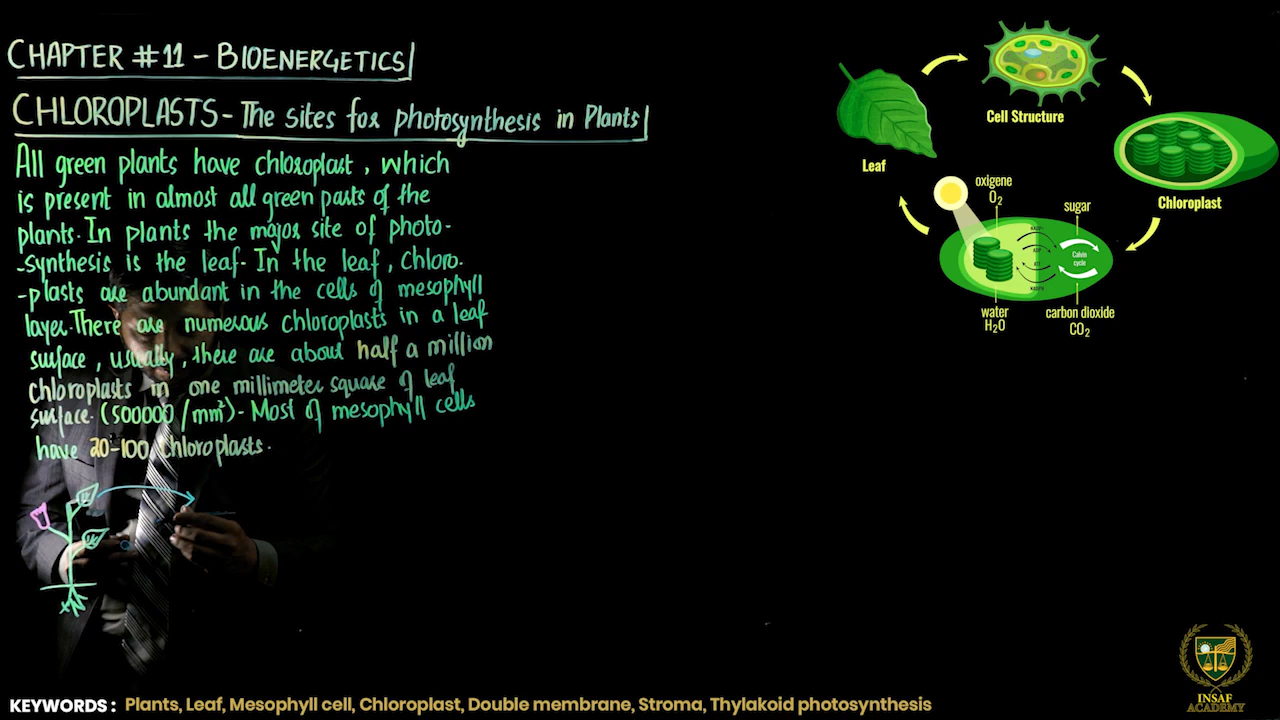 CHAPTER #11 - BIOENERGETICS
CHLOROPLASTS - The sites for photosynthesis in Plants
All green plants have chloroplast, which
is present in almost all green parts of the
plants. In plants the major site of photo-
-synthesis is the leaf. In the leaf, Chloro-
-plasts are abundant in the cells of mesophyll
layer. There are numerous chloroplasts in a leaf
surface, usually, there are about half a million
chloroplasts in one millimeter square of leaf
surface. (500000/mm²). Most of mesophyll cells
have 20-100 chloroplasts.
Leaf
Cell Structure
Chloroplast
oxigene
O₂
sugar
NADP+
ADP
ATP
NADPH
Calvin
cycle
water
H₂O
carbon dioxide
CO₂
INSAF
ACADEMY
KEYWORDS : Plants, Leaf, Mesophyll cell, Chloroplast, Double membrane, Stroma, Thylakoid photosynthesis